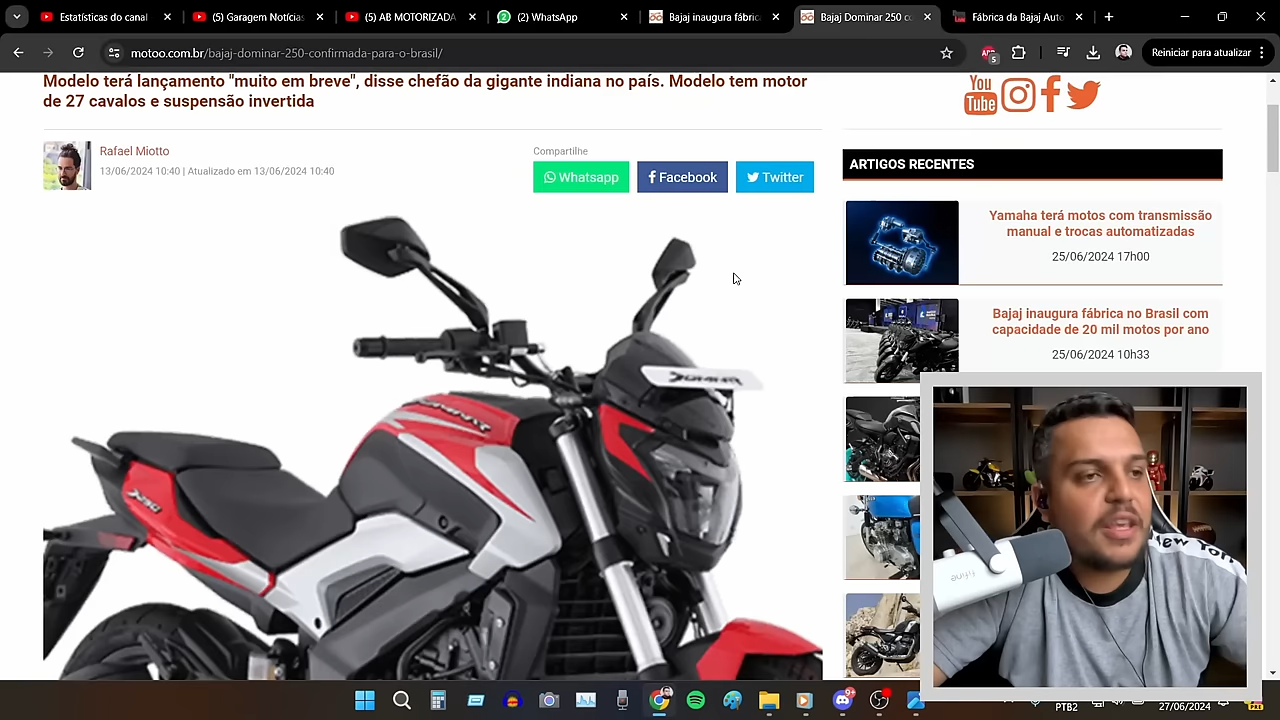 Estatísticas do canal
(5) Garagem Notícias
(5) AB MOTORIZADA
(2) WhatsApp
Bajaj inaugura fábric
Bajaj Dominar 250 co
Fábrica da Bajaj Auto
motoo.com.br/bajaj-dominar-250-confirmada-para-o-brasil/
5
Reiniciar para atualizar
Modelo terá lançamento "muito em breve", disse chefão da gigante indiana no país. Modelo tem motor
de 27 cavalos e suspensão invertida
You
Tube
Rafael Miotto
13/06/2024 10:40 | Atualizado em 13/06/2024 10:40
Compartilhe
Whatsapp
Facebook
Twitter
ARTIGOS RECENTES
Yamaha terá motos com transmissão
manual e trocas automatizadas
25/06/2024 17h00
Bajaj inaugura fábrica no Brasil com
capacidade de 20 mil motos por ano
25/06/2024 10h33
fifine
New York
PTB2
27/06/2024